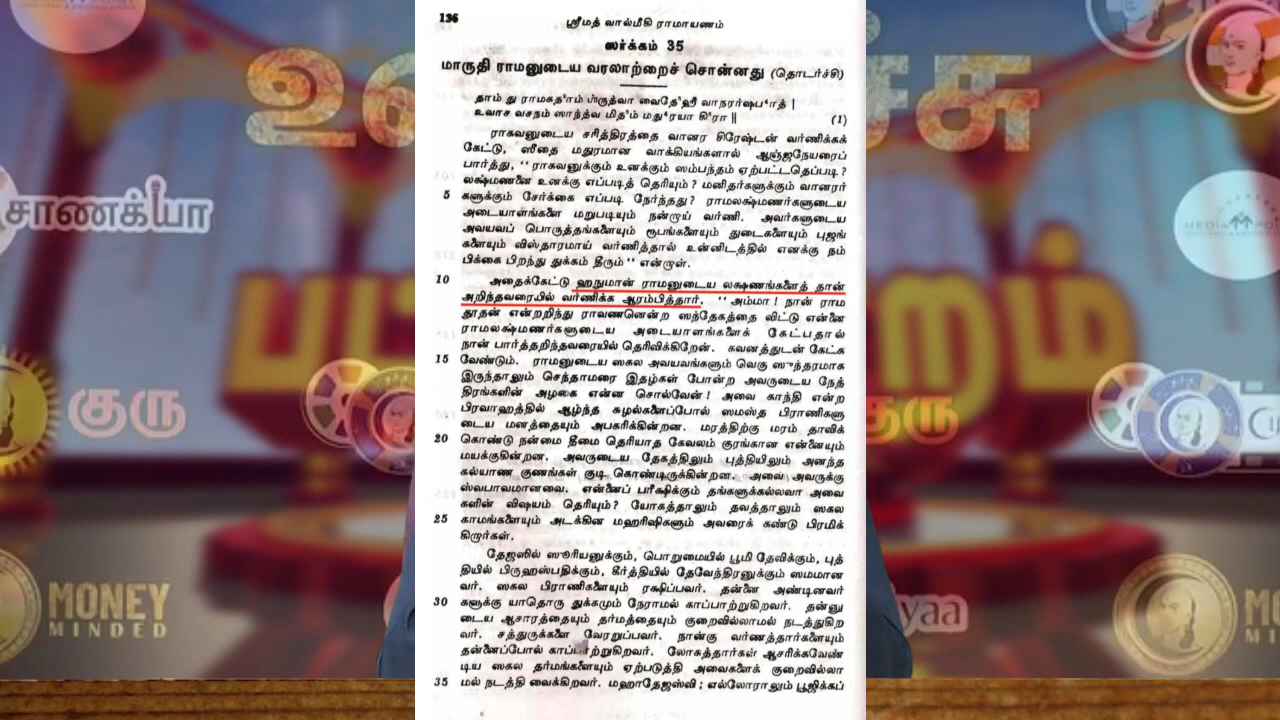 136
ஸ்ரீமத் வால்மீகி ராமாயணம்
ஸர்க்கம் 35
மாருதி ராமனுடைய வரலாற்றைச் சொன்னது (தொடர்ச்சி)
தாம் து ராமகதாம் ஸ்ருத்வா வைதேஹீ வாநரர்ஷபாத் |
உவாச வசநம் ஸாந்த்வ மிதம் மதுரயா கிரா || (1)
ராகவனுடைய சரித்திரத்தை வானர சிரேஷ்டன் வர்ணிக்கக்
கேட்டு, ஸீதை மதுரமான வாக்கியங்களால் ஆஞ்ஜநேயரைப்
பார்த்து, "ராகவனுக்கும் உனக்கும் ஸம்பந்தம் ஏற்பட்டதெப்படி?
லக்ஷ்மணனை உனக்கு எப்படித் தெரியும்? மனிதர்களுக்கும் வானரர்
5 களுக்கும் சேர்க்கை எப்படி நேர்ந்தது? ராமலக்ஷ்மணர்களுடைய
அடையாளங்களை மறுபடியும் நன்றாய் வர்ணி. அவர்களுடைய
அவயவப் பொருத்தங்களையும் ரூபங்களையும் துடைகளையும் புஜங்
களையும் விஸ்தாரமாய் வர்ணித்தால் உன்னிடத்தில் எனக்கு நம்
பிக்கை பிறந்து துக்கம் தீரும்" என்றாள்.
10 அதைக்கேட்டு ஹநுமான் ராமனுடைய லக்ஷணங்களைத் தான்
அறிந்தவரையில் வர்ணிக்க ஆரம்பித்தார். "அம்மா! நான் ராம
தூதன் என்றறிந்து ராவணனென்ற ஸந்தேகத்தை விட்டு என்னை
ராமலக்ஷ்மணர்களுடைய அடையாளங்களைக் கேட்பதால்
நான் பார்த்தறிந்தவரையில் தெரிவிக்கிறேன். கவனத்துடன் கேட்க
15 வேண்டும். ராமனுடைய ஸகல அவயவங்களும் வெகு ஸுந்தரமாக
இருந்தாலும் செந்தாமரை இதழ்கள் போன்ற அவருடைய நேத்
திரங்களின் அழகை என்ன சொல்வேன்! அவை காந்தி என்ற
பிரவாஹத்தில் ஆழ்ந்த சுழல்களைப்போல் ஸமஸ்த பிராணிகளு
டைய மனத்தையும் அபகரிக்கின்றன. மரத்திற்கு மரம் தாவிக்
20 கொண்டு நன்மை தீமை தெரியாத கேவலம் குரங்கான என்னையும்
மயக்குகின்றன. அவருடைய தேகத்திலும் புத்தியிலும் அனந்த
கல்யாண குணங்கள் குடி கொண்டிருக்கின்றன. அவை அவருக்கு
ஸ்வபாவமானவை. என்னைப் பரீக்ஷிக்கும் தங்களுக்கல்லவா அவை
களின் விஷயம் தெரியும்? யோகத்தாலும் தவத்தாலும் ஸகல
25 காமங்களையும் அடக்கின மஹரிஷிகளும் அவரைக் கண்டு பிரமிக்
கிறார்கள்.
தேஜஸில் ஸூரியனுக்கும், பொறுமையில் பூமி தேவிக்கும், புத்
தியில் பிருஹஸ்பதிக்கும், கீர்த்தியில் தேவேந்திரனுக்கும் ஸமமான
வர். ஸகல பிராணிகளையும் ரக்ஷிப்பவர். தன்னை அண்டினவர்
30 களுக்கு யாதொரு துக்கமும் நேராமல் காப்பாற்றுகிறவர். தன்னு
டைய ஆசாரத்தையும் தர்மத்தையும் குறைவில்லாமல் நடத்துகிற
வர். சத்துருக்களை வேரறுப்பவர். நான்கு வர்ணத்தார்களையும்
தன்னைப்போல் காப்பாற்றுகிறவர். லோகத்தார்கள் ஆசரிக்கவேண்
டிய ஸகல தர்மங்களையும் ஏற்படுத்தி அவைகளைக் குறைவில்லா
35 மல் நடத்தி வைக்கிறவர். மஹாதேஜஸ்வி; எல்லோராலும் பூஜிக்கப்
சாணக்யா
குரு
MONEY
MINDED
MEDIA POINT
குரு
yaa